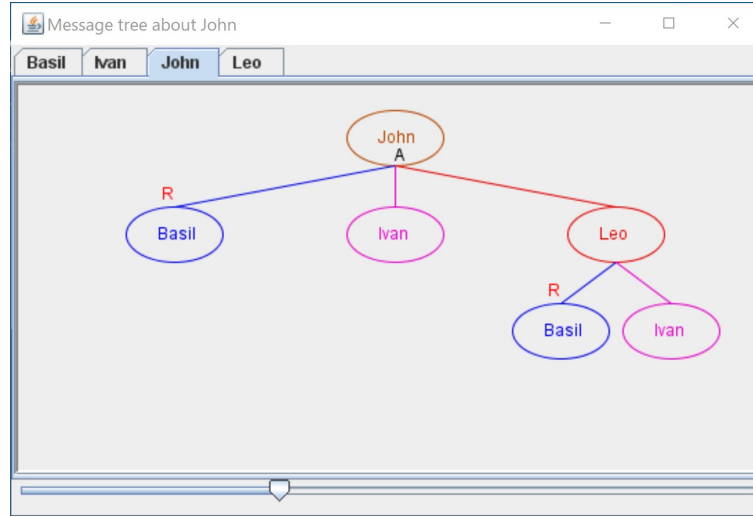 Message tree about John
Basil Ivan John Leo
John
A
R
Basil Ivan Leo
R
Basil Ivan